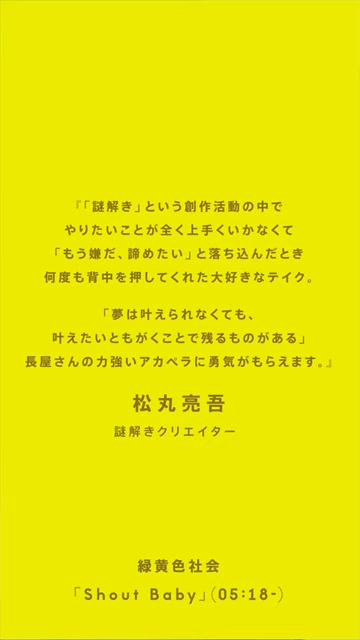 『「謎解き」という創作活動の中で
やりたいことが全く上手くいかなくて
「もう嫌だ、諦めたい」と落ち込んだとき
何度も背中を押してくれた大好きなテイク。
「夢は叶えられなくても、
叶えたいともがくことで残るものがある」
長屋さんの力強いアカペラに勇気がもらえます。』
松丸亮吾
謎解きクリエイター
緑黄色社会
「Shout Baby」(05:18-)